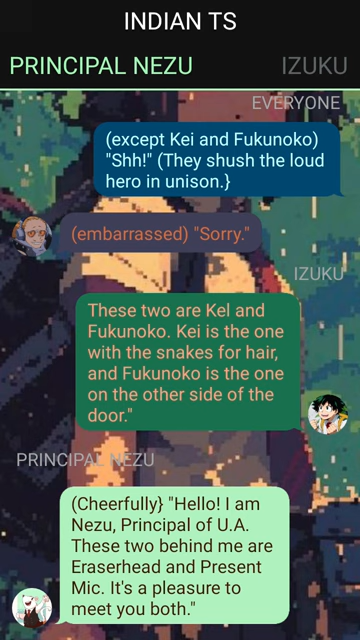 INDIAN TS
PRINCIPAL NEZU IZUKU
EVERYONE
(except Kei and Fukunoko)
"Shh!" (They shush the loud
hero in unison.}
(embarrassed) "Sorry."
IZUKU
These two are Kel and
Fukunoko. Kei is the one
with the snakes for hair,
and Fukunoko is the one
on the other side of the
door."
PRINCIPAL NEZU
(Cheerfully} "Hello! I am
Nezu, Principal of U.A.
These two behind me are
Eraserhead and Present
Mic. It's a pleasure to
meet you both."